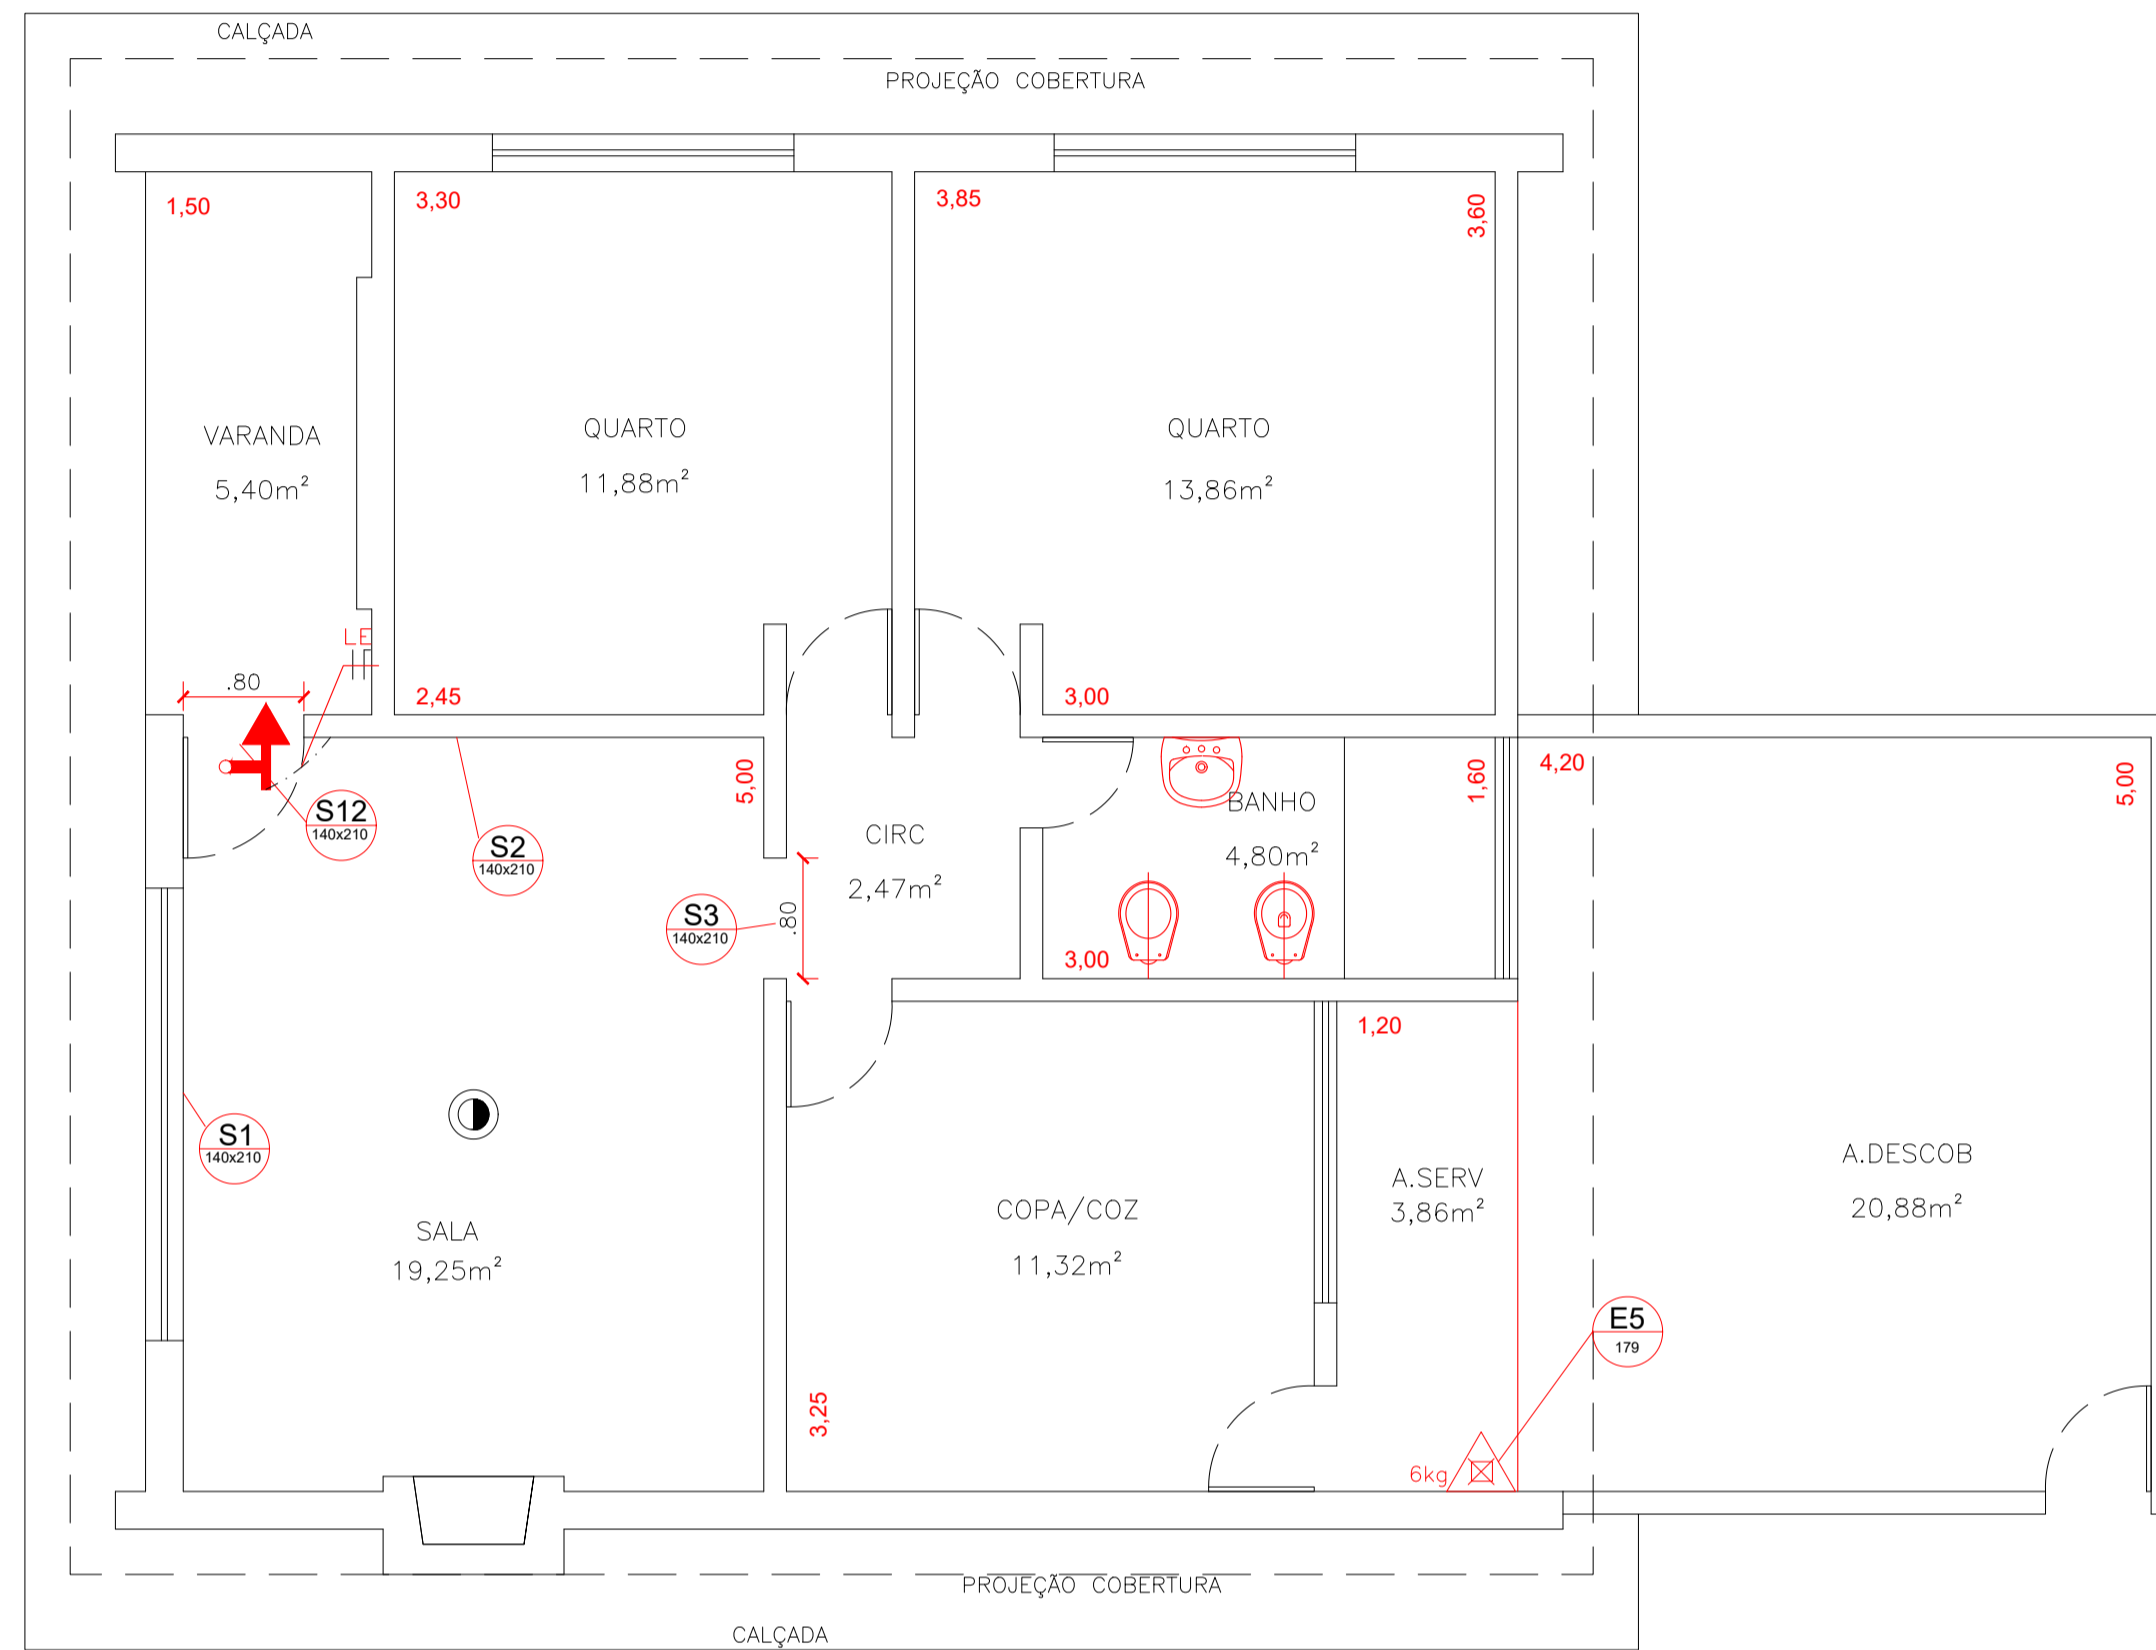 CALÇADA
PROJEÇÃO COBERTURA
1,50
3,30
3,85
3,60
VARANDA
5,40m²
QUARTO
11,88m²
QUARTO
13,86m²
LE
.80
2,45
3,00
S12
140x210
S2
140x210
5,00
S3
140x210
.80
CIRC
2,47m²
BANHO
4,80m²
1,60
3,00
4,20
5,00
1,20
S1
140x210
SALA
19,25m²
COPA/COZ
11,32m²
3,25
A.SERV
3,86m²
A.DESCOB
20,88m²
E5
179
6kg
PROJEÇÃO COBERTURA
CALÇADA